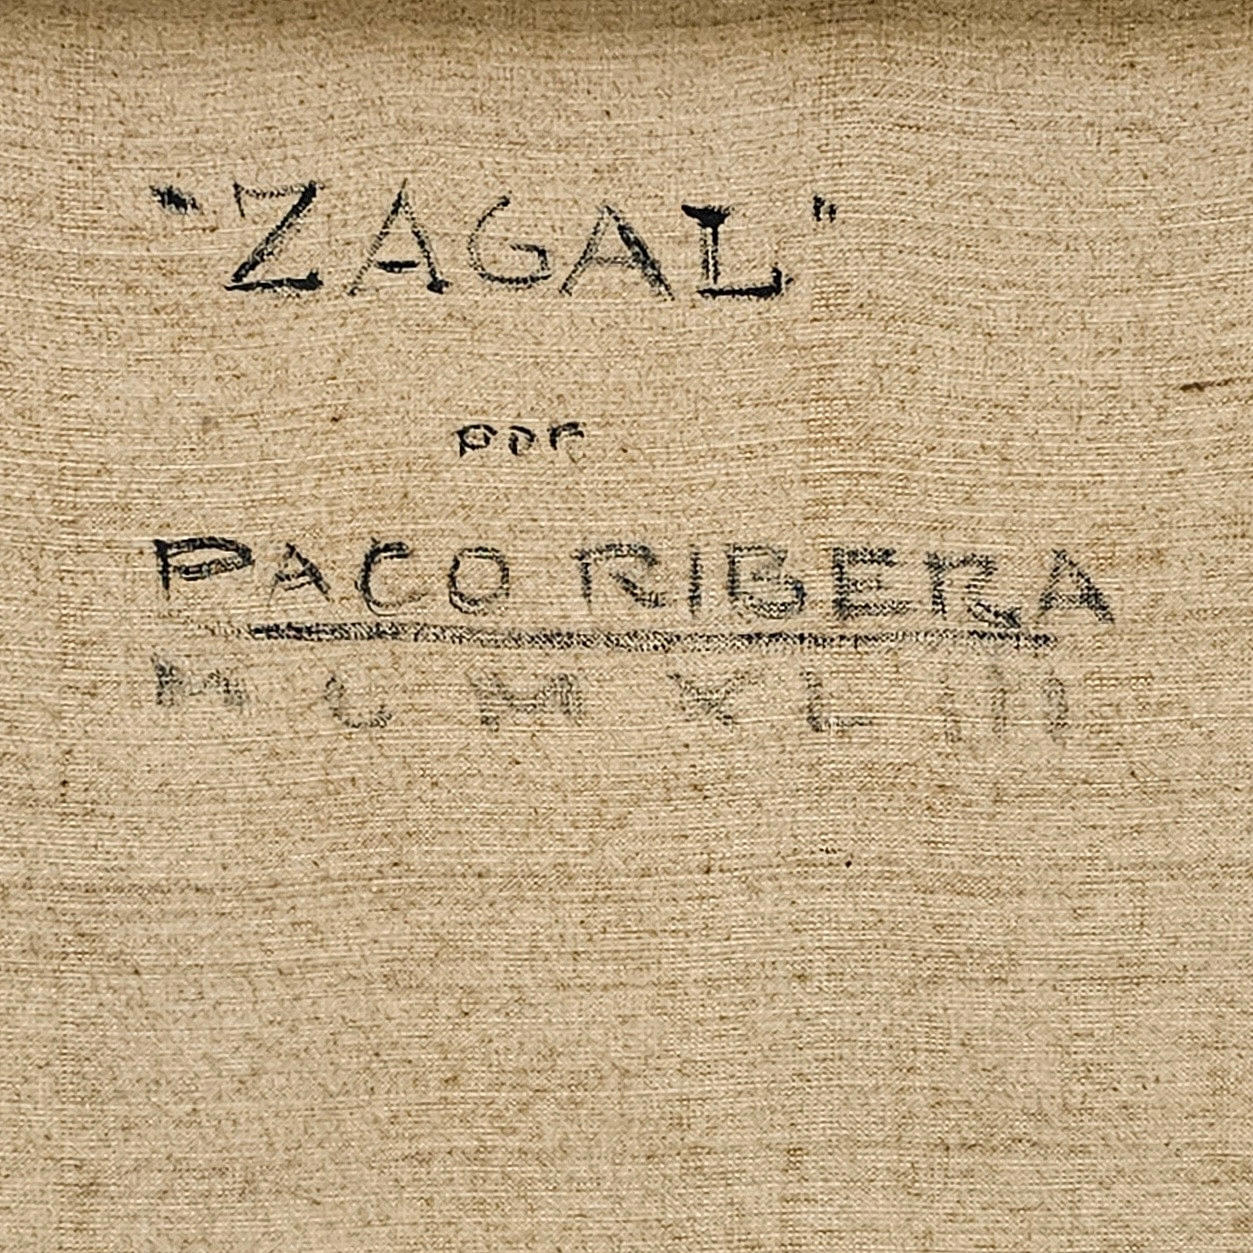 "ZAGAL"
por
PACO RIBERA
MCMXLIII